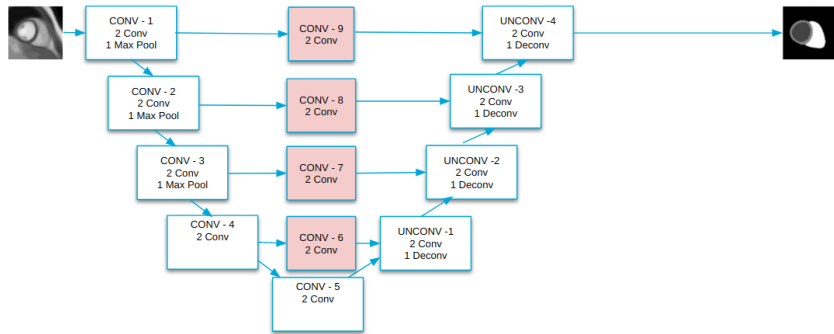 CONV - 1
2 Conv
1 Max Pool
CONV - 9
2 Conv
UNCONV -4
2 Conv
1 Deconv
CONV - 2
2 Conv
1 Max Pool
CONV - 8
2 Conv
UNCONV -3
2 Conv
1 Deconv
CONV - 3
2 Conv
1 Max Pool
CONV - 7
2 Conv
UNCONV -2
2 Conv
1 Deconv
CONV - 4
2 Conv
CONV - 6
2 Conv
UNCONV -1
2 Conv
1 Deconv
CONV - 5
2 Conv